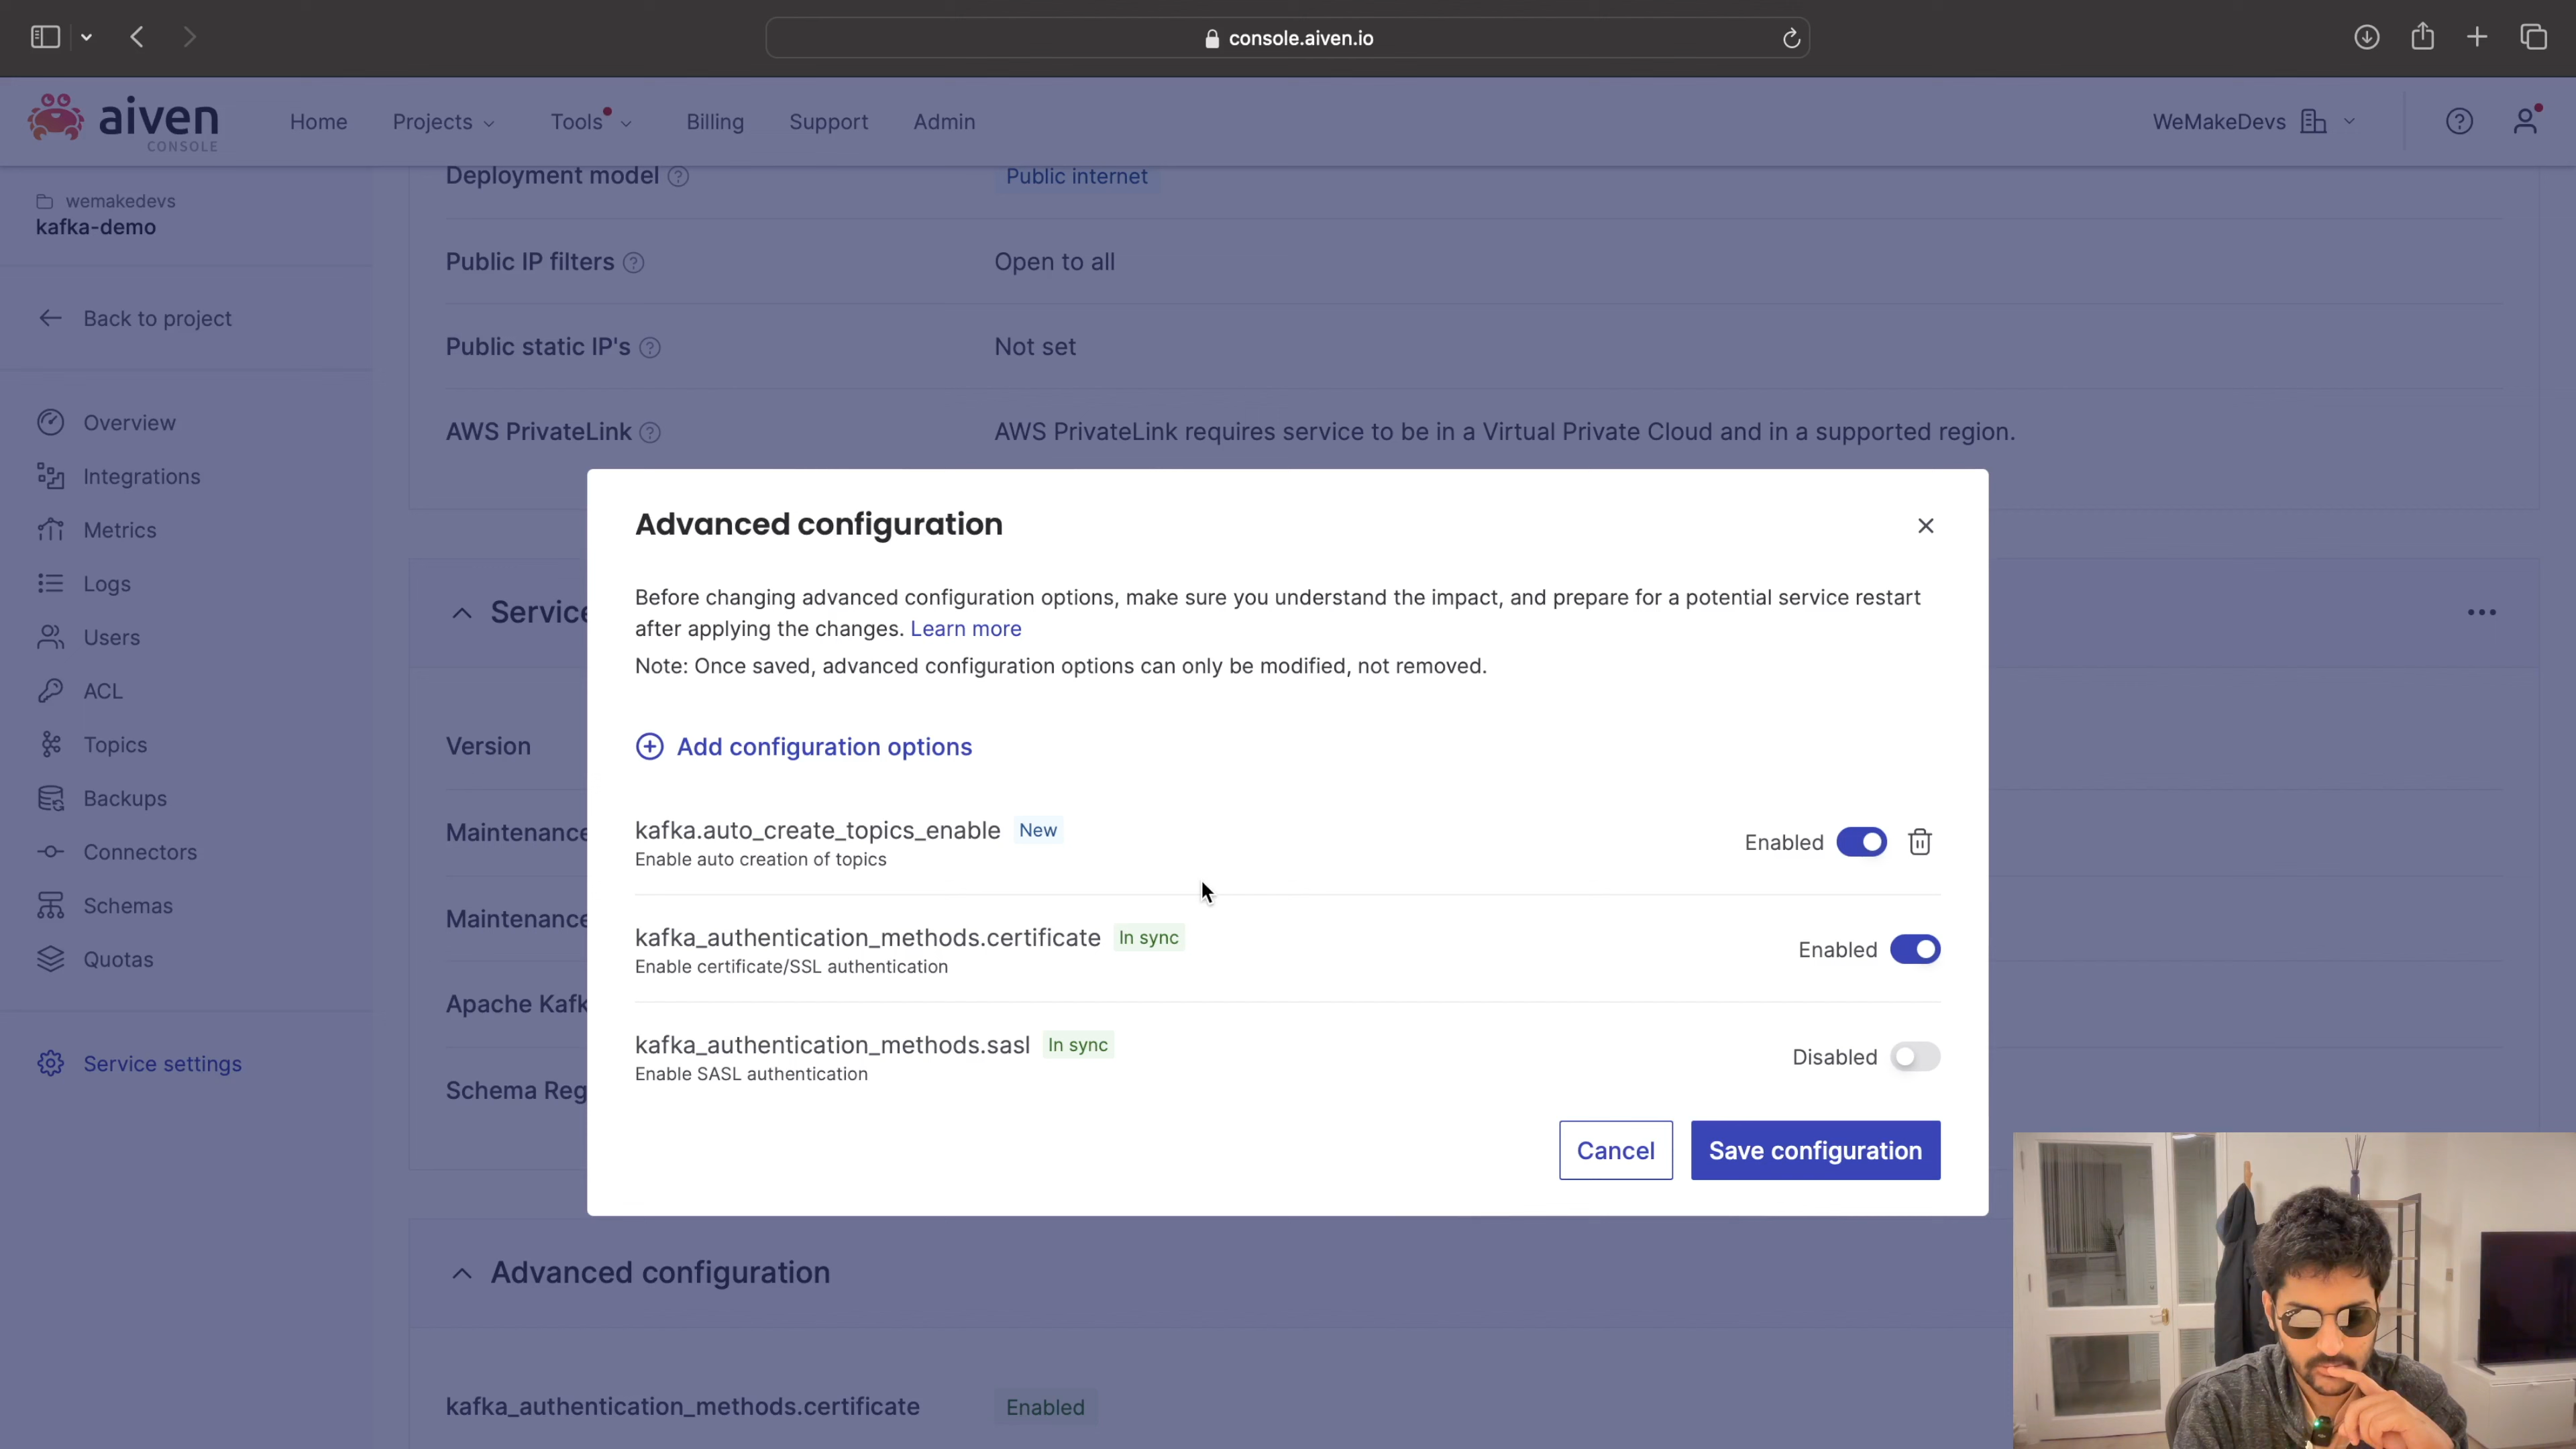 console.aiven.io
aiven
CONSOLE
Home
Projects
Tools
Billing
Support
Admin
WeMakeDevs
wemakedevs
kafka-demo
Back to project
Overview
Integrations
Metrics
Logs
Users
ACL
Topics
Backups
Connectors
Schemas
Quotas
Service settings
Deployment model
Public internet
Public IP filters
Open to all
Public static IP's
Not set
AWS PrivateLink
AWS PrivateLink requires service to be in a Virtual Private Cloud and in a supported region.
Service
Version
Maintenance
Maintenance
Apache Kafk
Schema Reg
Advanced configuration
Before changing advanced configuration options, make sure you understand the impact, and prepare for a potential service restart
after applying the changes. Learn more
Note: Once saved, advanced configuration options can only be modified, not removed.
Add configuration options
kafka.auto_create_topics_enable New
Enable auto creation of topics
Enabled
kafka_authentication_methods.certificate In sync
Enable certificate/SSL authentication
Enabled
kafka_authentication_methods.sasl In sync
Enable SASL authentication
Disabled
Cancel
Save configuration
Advanced configuration
kafka_authentication_methods.certificate
Enabled